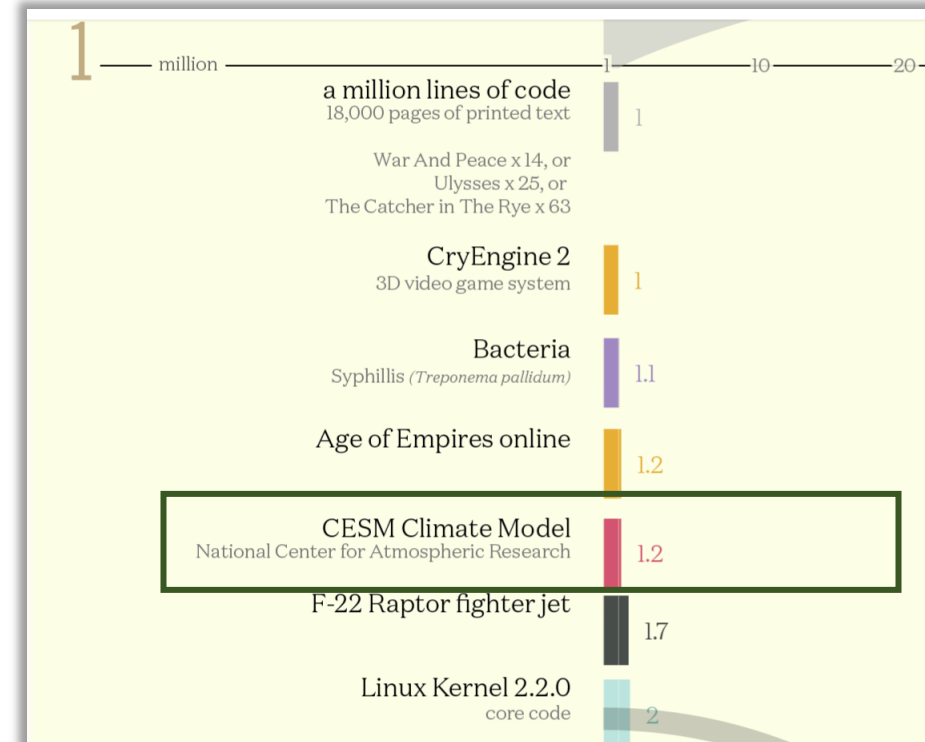 1 million 1 10 20
a million lines of code
18,000 pages of printed text
1
War And Peace x 14, or
Ulysses x 25, or
The Catcher in The Rye x 63
CryEngine 2
3D video game system
1
Bacteria
Syphillis (Treponema pallidum)
1.1
Age of Empires online
1.2
CESM Climate Model
National Center for Atmospheric Research
1.2
F-22 Raptor fighter jet
1.7
Linux Kernel 2.2.0
core code
2